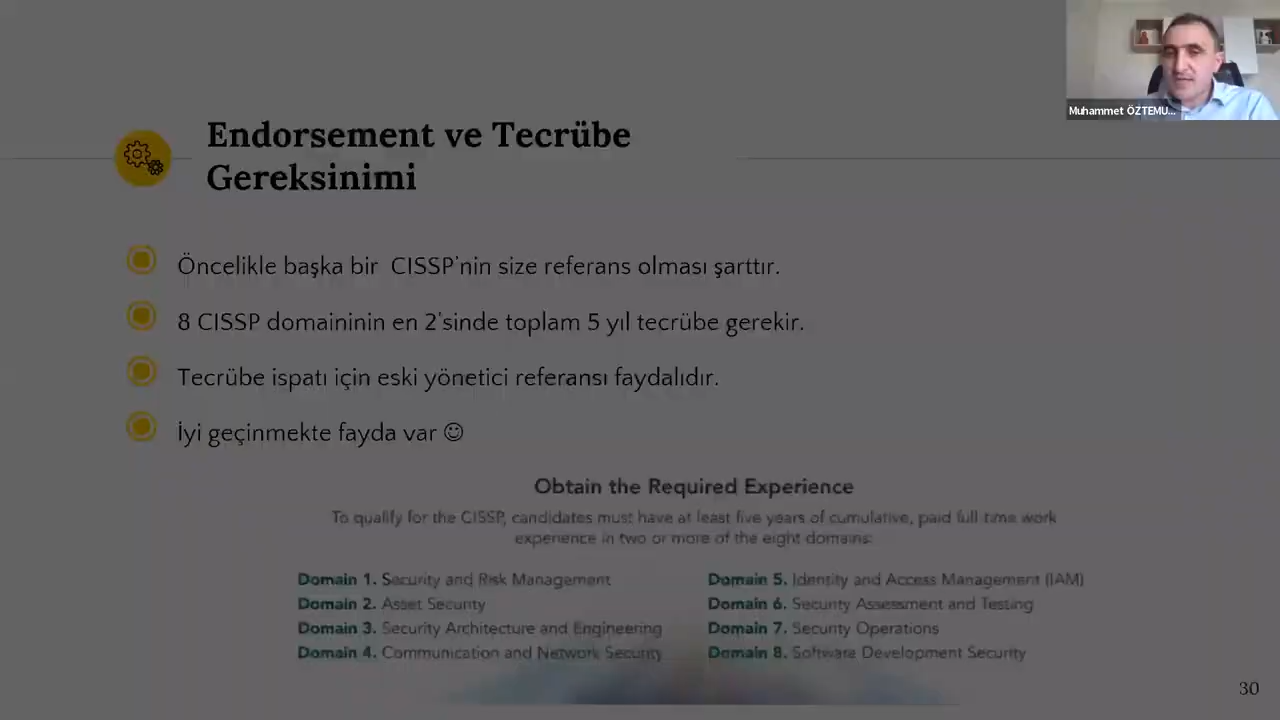 Muhammet ÖZTEMU...
Endorsement ve Tecrübe
Gereksinimi
Öncelikle başka bir CISSP'nin size referans olması şarttır.
8 CISSP domaininin en 2'sinde toplam 5 yıl tecrübe gerekir.
Tecrübe ispatı için eski yönetici referansı faydalıdır.
İyi geçinmekte fayda var ☺
Obtain the Required Experience
To qualify for the CISSP, candidates must have at least five years of cumulative, paid full-time work
experience in two or more of the eight domains:
Domain 1. Security and Risk Management
Domain 2. Asset Security
Domain 3. Security Architecture and Engineering
Domain 4. Communication and Network Security
Domain 5. Identity and Access Management (IAM)
Domain 6. Security Assessment and Testing
Domain 7. Security Operations
Domain 8. Software Development Security
30